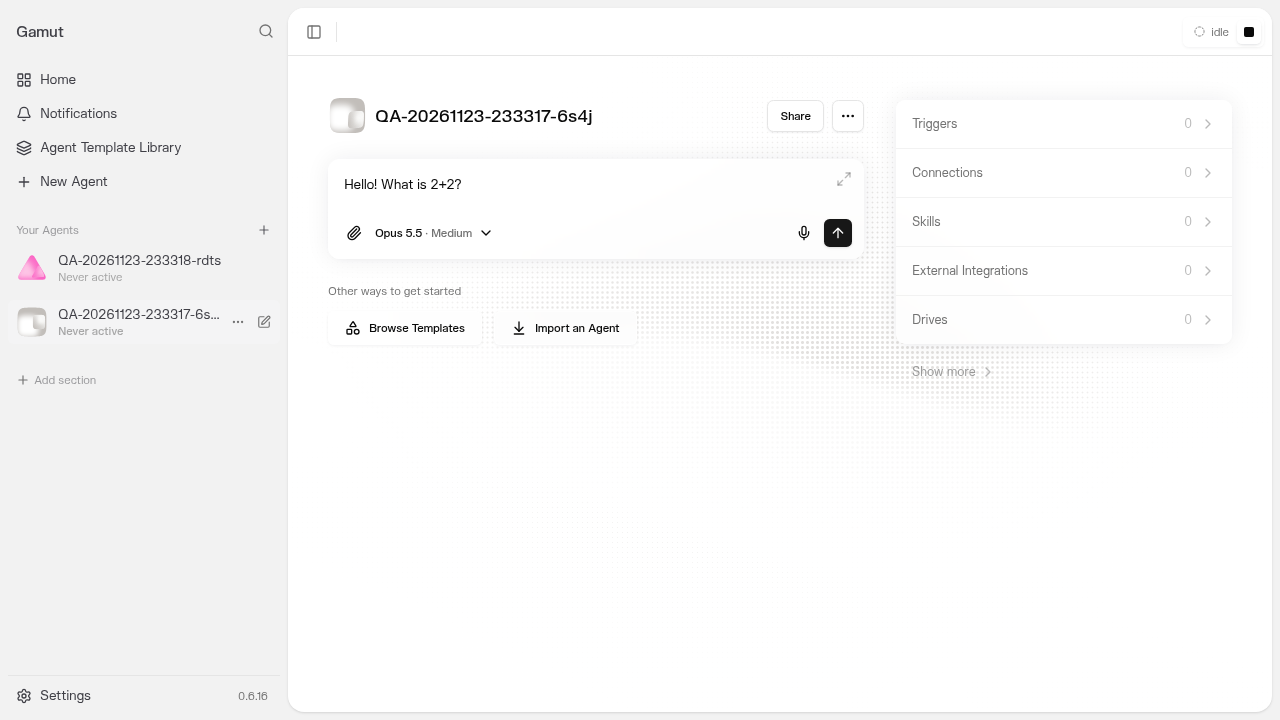 Gamut
Home
Notifications
Agent Template Library
New Agent
Your Agents
QA-20261123-233318-rdts
Never active
QA-20261123-233317-6s...
Never active
Add section
Settings
0.6.16
idle
QA-20261123-233317-6s4j
Share
Hello! What is 2+2?
Opus 5.5 · Medium
Other ways to get started
Browse Templates
Import an Agent
Triggers 0
Connections 0
Skills 0
External Integrations 0
Drives 0
Show more